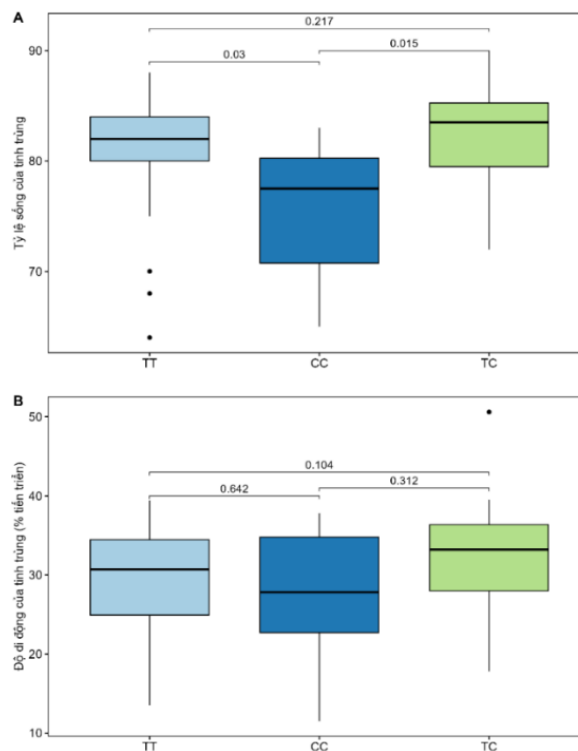 A
0.217
0.03
0.015
90
80
70
Tỷ lệ sống của tinh trùng
TT CC TC
B
50
0.104
0.642
0.312
40
30
20
10
Độ di động của tinh trùng (% tiến triển)
TT CC TC